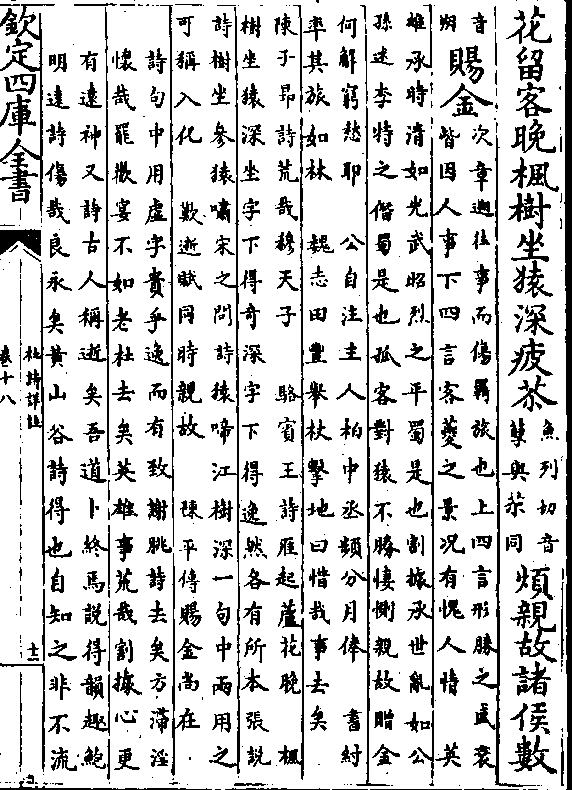 花留客晚楓樹坐猿深疲苶魚列切音孽與茶同煩親故諸侯數
音朔賜金次章遡往事而傷羈旅也上四言形勝之盛衰皆因人事下四言客夔之景况有愧人情 英
雄承時清如光武昭烈之平蜀是也割據承世亂如公孫述李特之僭蜀是也孤客對猿不勝悽惻親故贈金
何解窮愁耶 公自注主人柏中丞頻分月俸 書紂率其旅如林 魏志田豐舉杖擊地曰惜哉事去矣
陳子昂詩荒哉穆天子 駱賓王詩雁起蘆花晚 楓樹坐猿深坐字下得奇深字下得逸然各有所本張説
詩樹坐參猿嘯宋之問詩猿啼江樹深一句中兩用之可稱入化 歎逝賦同時親故 陳平傳賜金尚在
詩句中用虚字貴乎逸而有致謝朓詩去矣方滯淫懷哉罷歡宴不如老杜去矣英雄事荒哉割據心更
有遠神又詩古人稱逝矣吾道卜終焉説得韻趣鮑明遠詩傷哉良永矣黄山谷詩得也自知之非不流
欽定四庫全書
杜詩詳註
卷十八